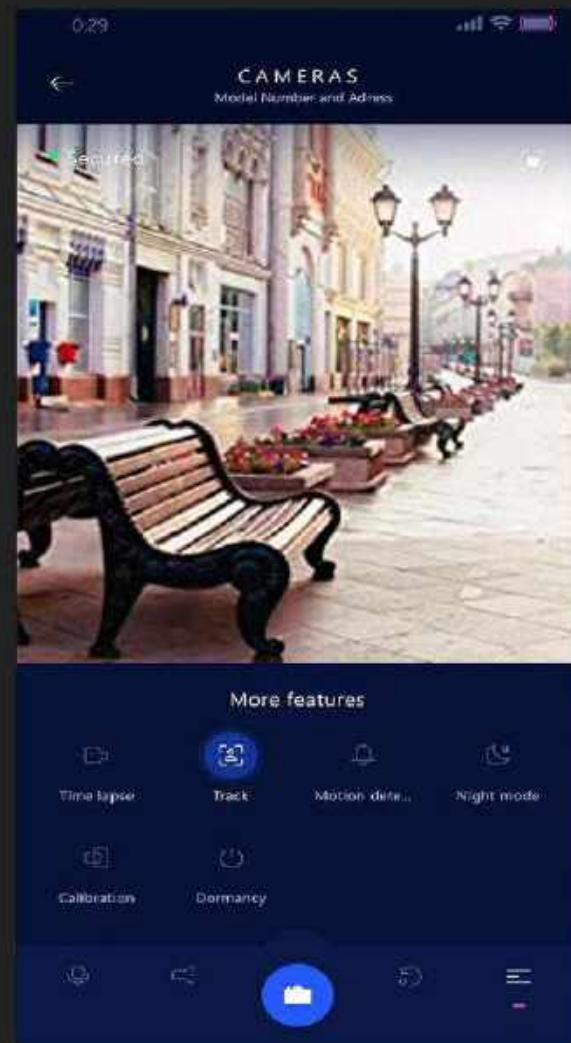 0:29
CAMERAS
Model Number and Adress
Secured
More features
Time lapse
Track
Motion dete...
Night mode
Calibration
Dormancy